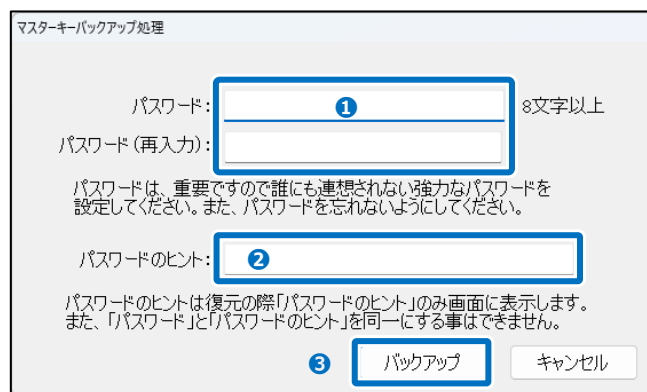 マスターキーバックアップ処理
パスワード： ❶ 8文字以上
パスワード（再入力）：
パスワードは、重要ですので誰にも連想されない強力なパスワードを
設定してください。また、パスワードを忘れないようにしてください。
パスワードのヒント： ❷
パスワードのヒントは復元の際「パスワードのヒント」のみ画面に表示します。
また、「パスワード」と「パスワードのヒント」を同一にする事はできません。
❸ バックアップ キャンセル